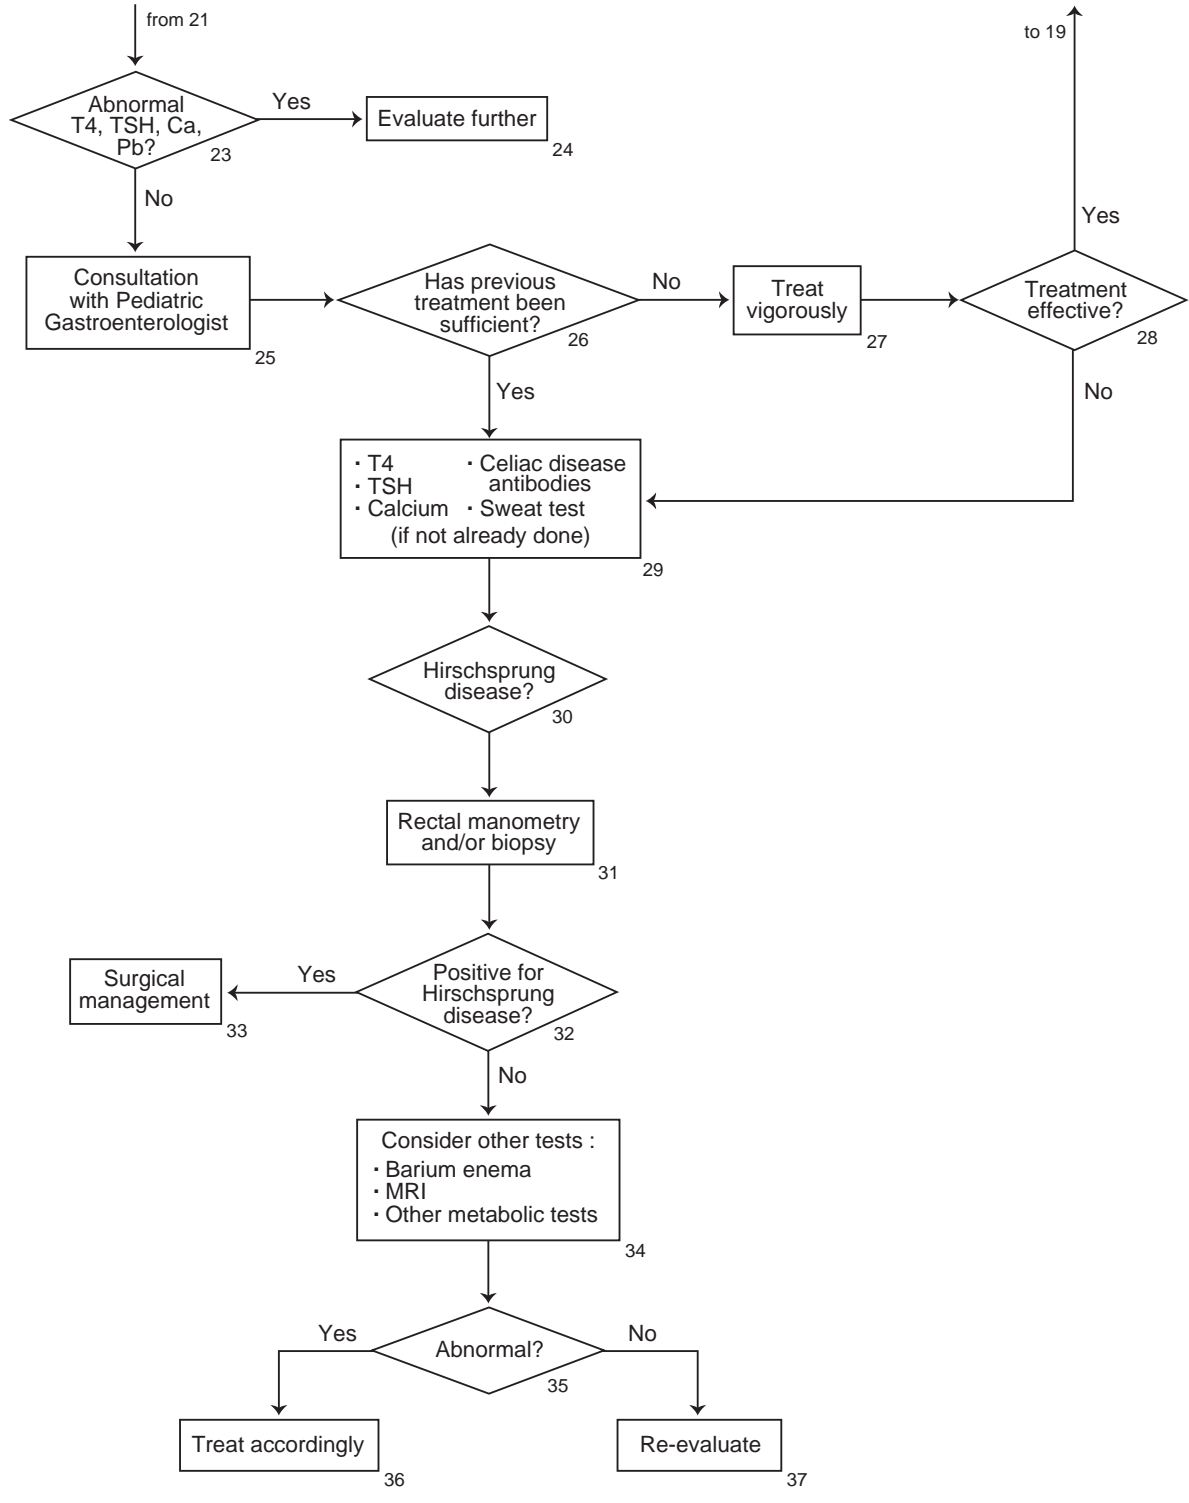 from 21
to 19
Abnormal
T4, TSH, Ca,
Pb?
23
Yes
Evaluate further
24
No
Yes
Consultation
with Pediatric
Gastroenterologist
25
Has previous
treatment been
sufficient?
26
No
Treat
vigorously
27
Treatment
effective?
28
Yes
No
· T4
· TSH
· Calcium
· Celiac disease
antibodies
· Sweat test
(if not already done)
29
Hirschsprung
disease?
30
Rectal manometry
and/or biopsy
31
Positive for
Hirschsprung
disease?
32
Yes
Surgical
management
33
No
Consider other tests :
· Barium enema
· MRI
· Other metabolic tests
34
Abnormal?
35
Yes
No
Treat accordingly
36
Re-evaluate
37